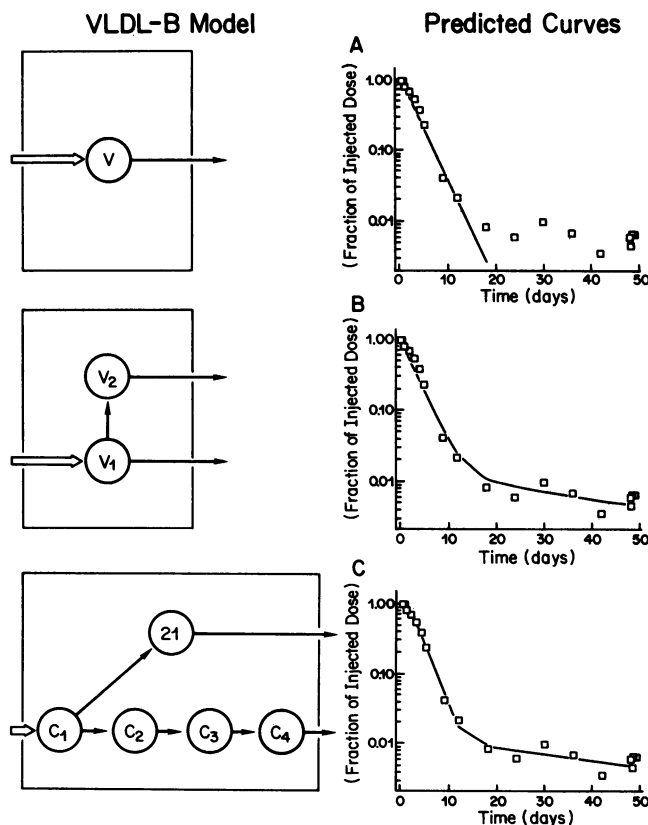 VLDL-B Model
Predicted Curves
A
V
(Fraction of Injected Dose)
1.00
0.10
0.01
0 10 20 30 40 50
Time (days)
B
V2
V1
(Fraction of Injected Dose)
1.00
0.10
0.01
0 10 20 30 40 50
Time (days)
C
21
C1
C2
C3
C4
(Fraction of Injected Dose)
1.00
0.10
0.01
0 10 20 30 40 50
Time (days)